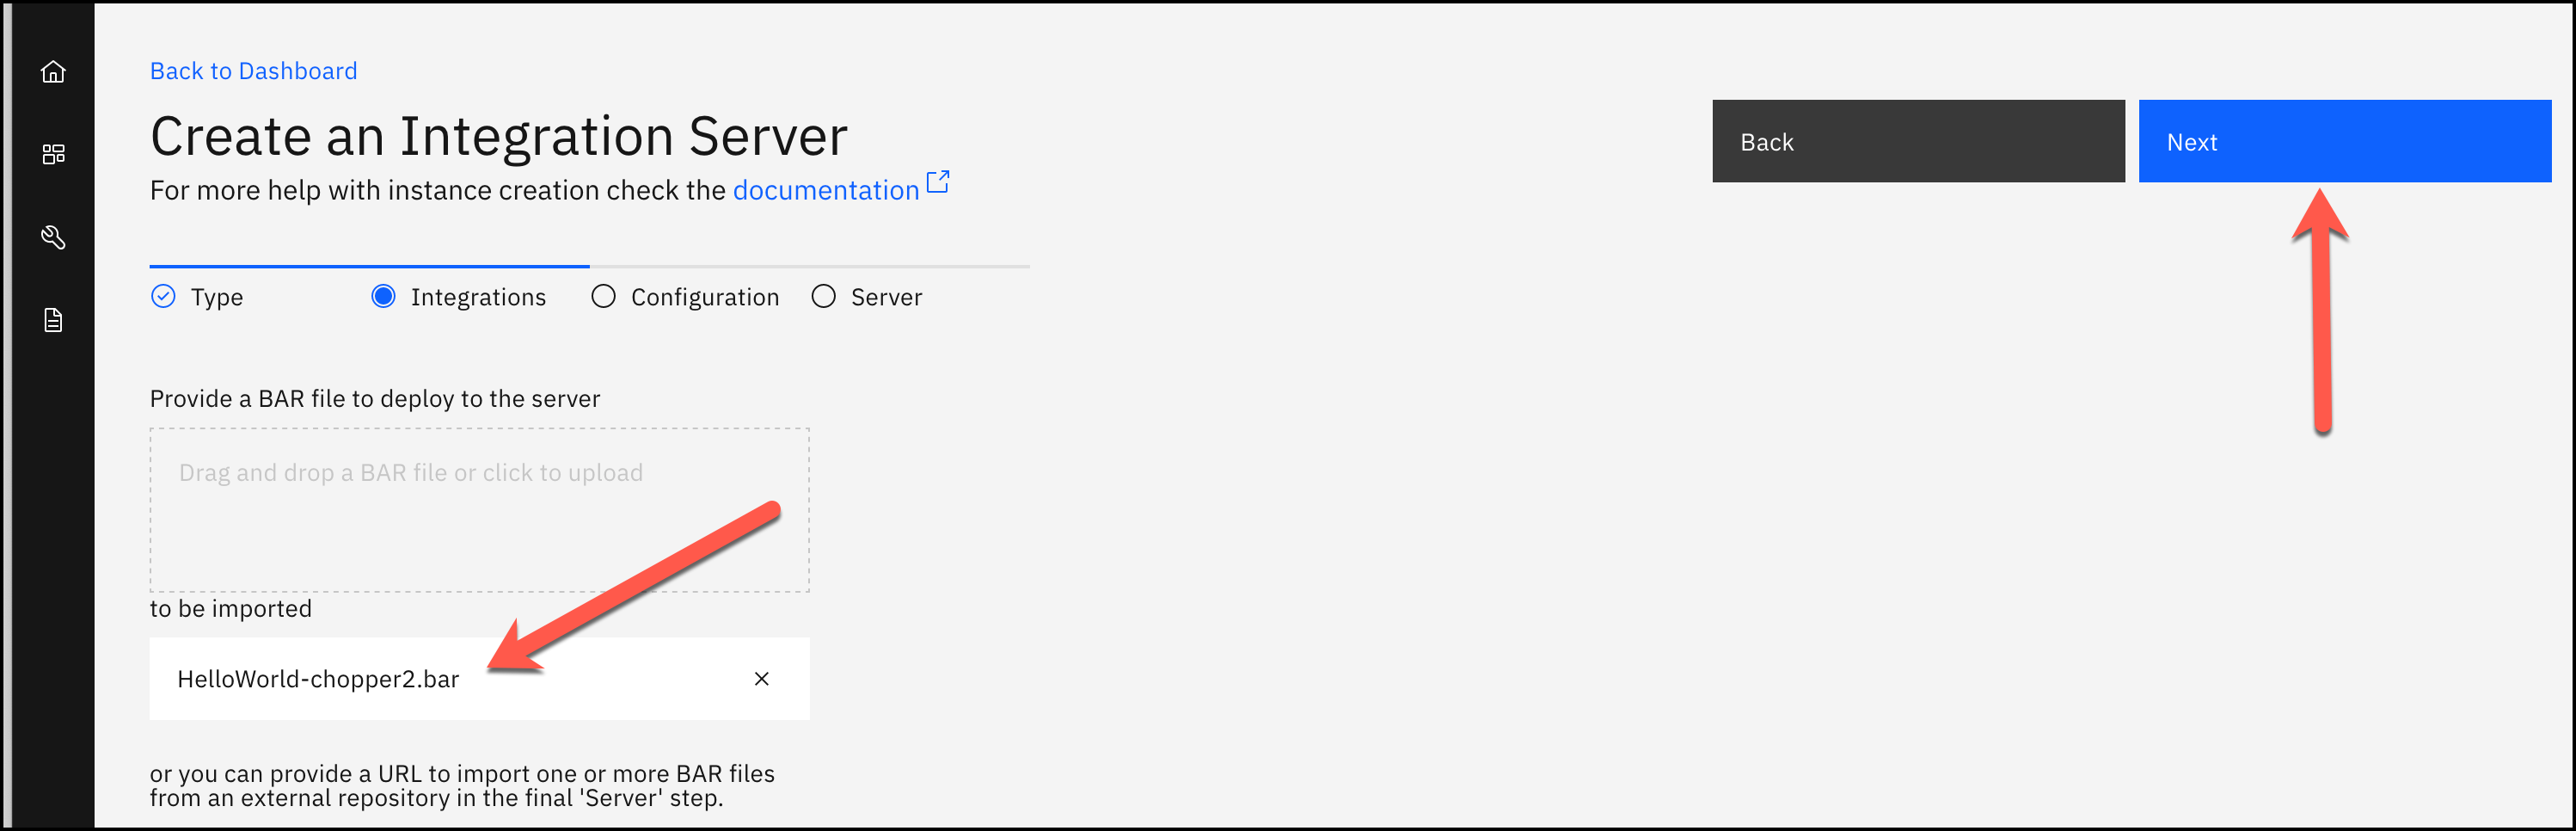 Back to Dashboard
Create an Integration Server
For more help with instance creation check the documentation
Back
Next
Type
Integrations
Configuration
Server
Provide a BAR file to deploy to the server
Drag and drop a BAR file or click to upload
to be imported
HelloWorld-chopper2.bar
or you can provide a URL to import one or more BAR files
from an external repository in the final 'Server' step.